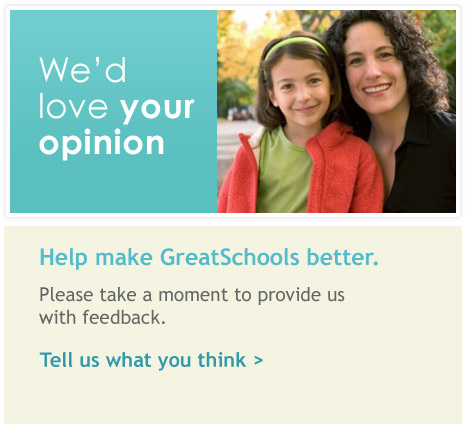 We'd
love your
opinion
Help make GreatSchools better.
Please take a moment to provide us
with feedback.
Tell us what you think >